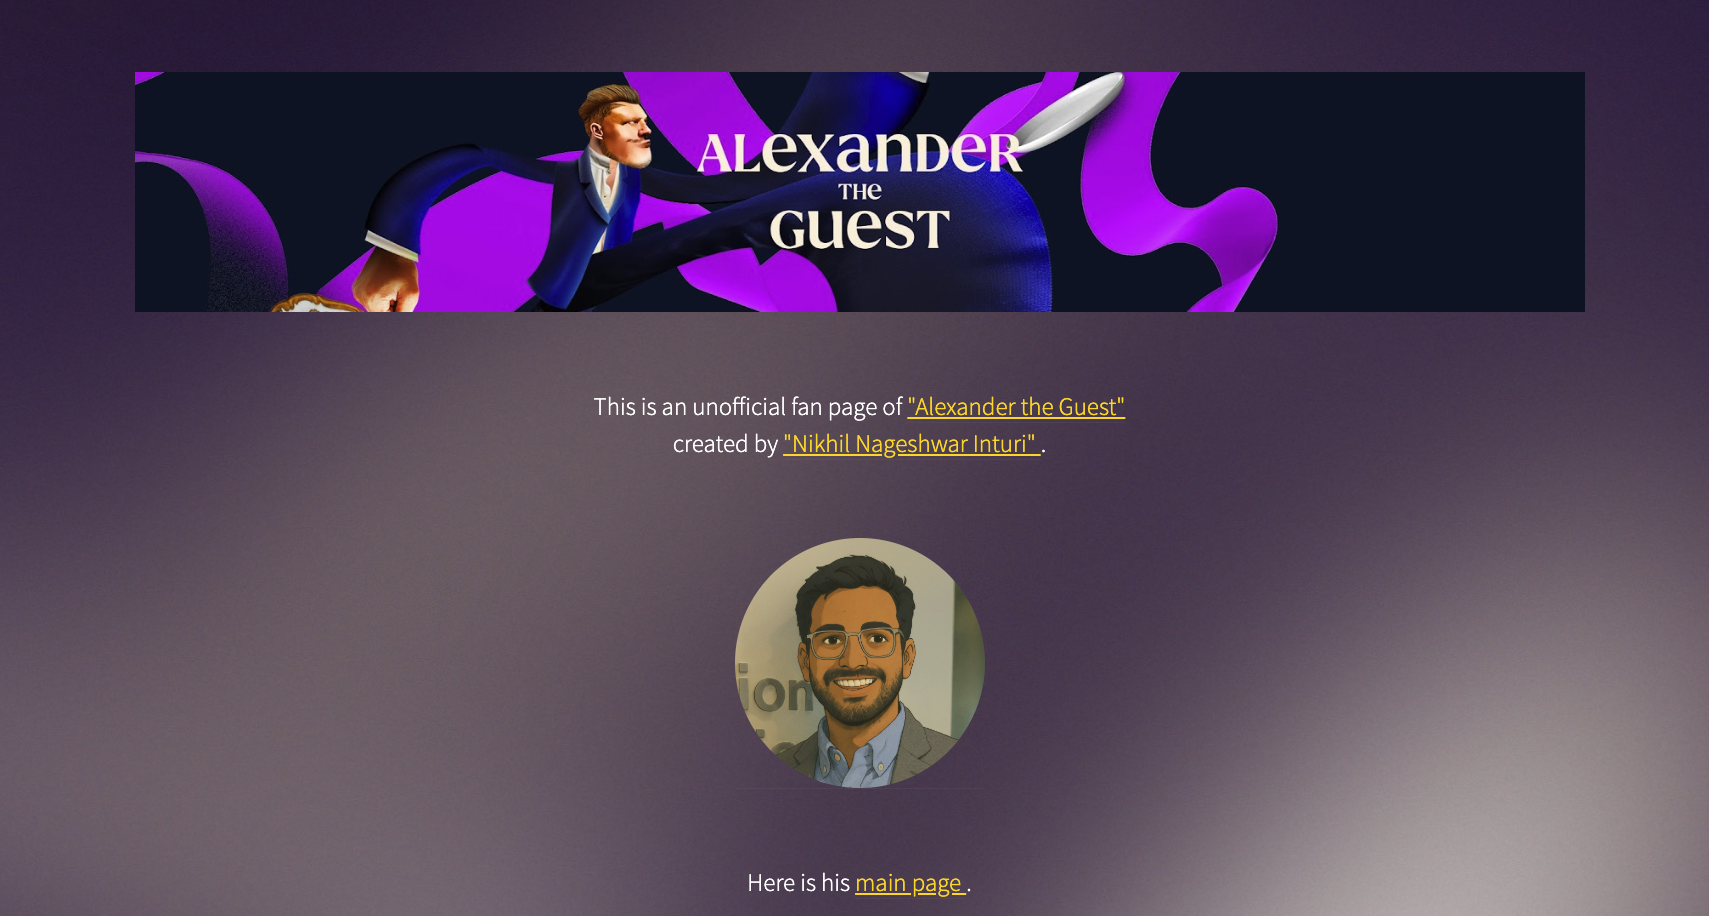 ALexanDeR
THe
GUeST
This is an unofficial fan page of "Alexander the Guest"
created by "Nikhil Nageshwar Inturi" .
ion
Here is his main page .